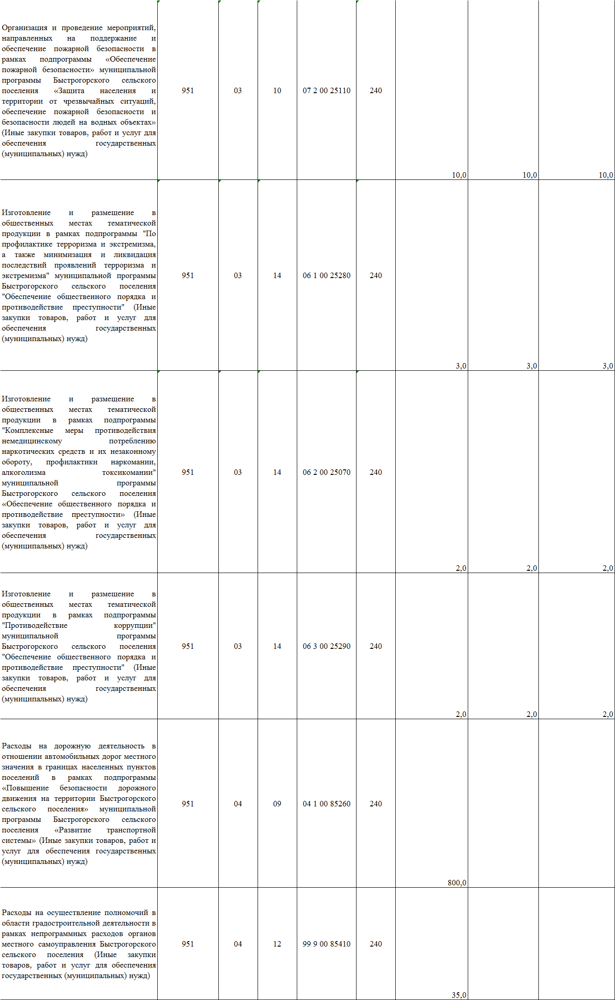 Организация и проведение мероприятий,
направленных на поддержание и
обеспечение пожарной безопасности в
рамках подпрограммы «Обеспечение
пожарной безопасности» муниципальной
программы Быстрогорского сельского
поселения «Защита населения и
территории от чрезвычайных ситуаций,
обеспечение пожарной безопасности и
безопасности людей на водных объектах»
(Иные закупки товаров, работ и услуг для
обеспечения государственных
(муниципальных) нужд)
951 03 10 07 2 00 25110 240
10,0 10,0 10,0
Изготовление и размещение в
общественных местах тематической
продукции в рамках подпрограммы "По
профилактике терроризма и экстремизма,
а также минимизация и ликвидация
последствий проявлений терроризма и
экстремизма" муниципальной программы
Быстрогорского сельского поселения
"Обеспечение общественного порядка и
противодействие преступности" (Иные
закупки товаров, работ и услуг для
обеспечения государственных
(муниципальных) нужд)
951 03 14 06 1 00 25280 240
3,0 3,0 3,0
Изготовление и размещение в
общественных местах тематической
продукции в рамках подпрограммы
"Комплексные меры противодействия
немедицинскому потреблению
наркотических средств и их незаконному
обороту, профилактики наркомании,
алкоголизма токсикомании"
муниципальной программы
Быстрогорского сельского поселения
«Обеспечение общественного порядка и
противодействие преступности» (Иные
закупки товаров, работ и услуг для
обеспечения государственных
(муниципальных) нужд)
951 03 14 06 2 00 25070 240
2,0 2,0 2,0
Изготовление и размещение в
общественных местах тематической
продукции в рамках подпрограммы
"Противодействие коррупции"
муниципальной программы
Быстрогорского сельского поселения
"Обеспечение общественного порядка и
противодействие преступности" (Иные
закупки товаров, работ и услуг для
обеспечения государственных
(муниципальных) нужд)
951 03 14 06 3 00 25290 240
2,0 2,0 2,0
Расходы на дорожную деятельность в
отношении автомобильных дорог местного
значения в границах населенных пунктов
поселений в рамках подпрограммы
«Повышение безопасности дорожного
движения на территории Быстрогорского
сельского поселения» муниципальной
программы Быстрогорского сельского
поселения «Развитие транспортной
системы» (Иные закупки товаров, работ и
услуг для обеспечения государственных
(муниципальных) нужд)
951 04 09 04 1 00 85260 240
800,0
Расходы на осуществление полномочий в
области градостроительной деятельности в
рамках непрограммных расходов органов
местного самоуправления Быстрогорского
сельского поселения (Иные закупки
товаров, работ и услуг для обеспечения
государственных (муниципальных) нужд)
951 04 12 99 9 00 85410 240
35,0